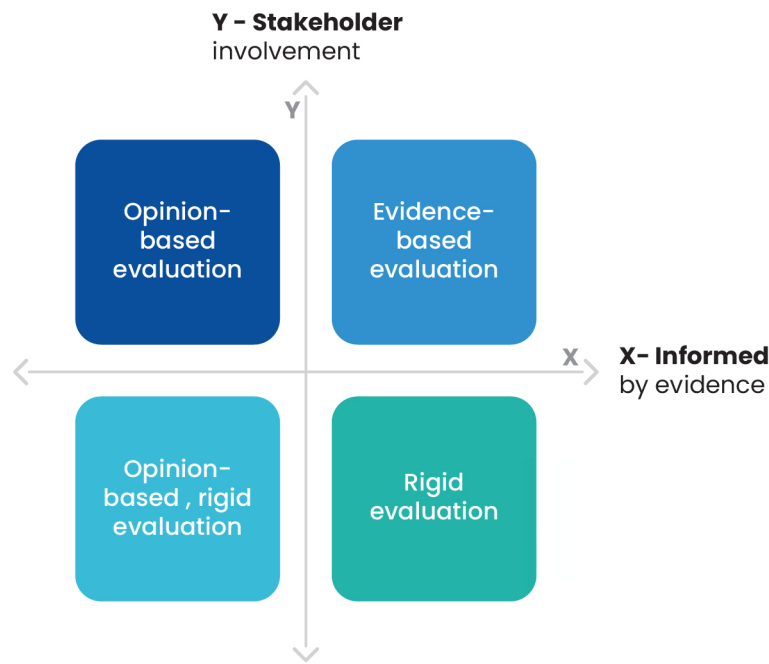 Y - Stakeholder
involvement
Y
Opinion-
based
evaluation
Evidence-
based
evaluation
X
X- Informed
by evidence
Opinion-
based , rigid
evaluation
Rigid
evaluation